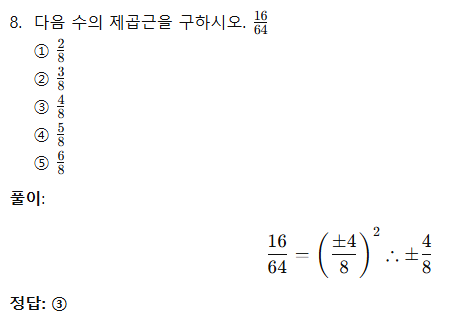 8. 다음 수의 제곱근을 구하시오. 16/64
① 2/8
② 3/8
③ 4/8
④ 5/8
⑤ 6/8
풀이:
16/64 = (±4/8)² ∴ ±4/8
정답: ③